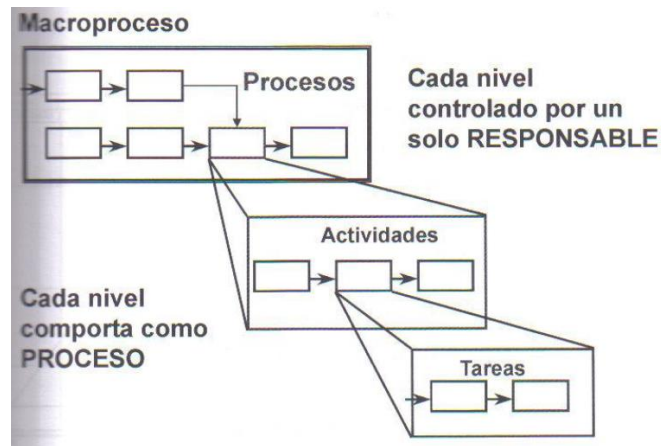 Macroproceso
Procesos
Cada nivel
controlado por un
solo RESPONSABLE
Actividades
Cada nivel
comporta como
PROCESO
Tareas